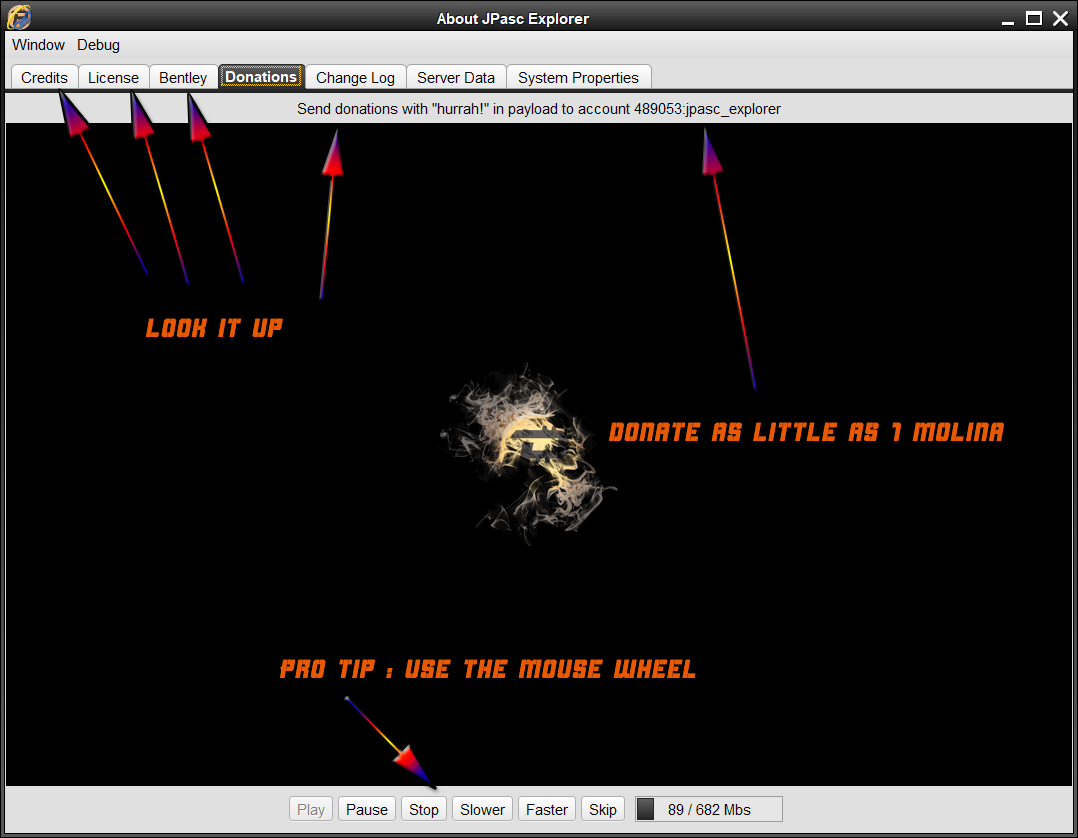 About JPasc Explorer
Window Debug
Credits License Bentley Donations Change Log Server Data System Properties
Send donations with "hurrah!" in payload to account 489053:jpasc_explorer
LOOK IT UP
DONATE AS LITTLE AS 1 MOLINA
PRO TIP : USE THE MOUSE WHEEL
Play Pause Stop Slower Faster Skip 89 / 682 Mbs